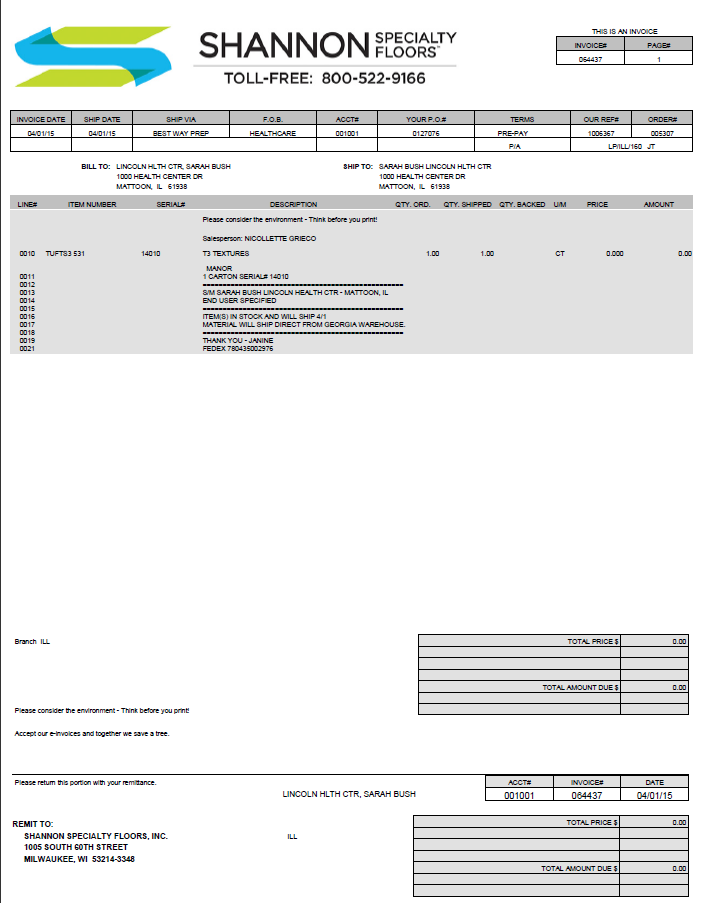 SHANNON SPECIALTY FLOORS™
TOLL-FREE: 800-522-9166
THIS IS AN INVOICE
INVOICE# PAGE#
064437 1
INVOICE DATE SHIP DATE SHIP VIA F.O.B. ACCT# YOUR P.O.# TERMS OUR REF# ORDER#
04/01/15 04/01/15 BEST WAY PREP HEALTHCARE 001001 0127076 PRE-PAY 1006367 005307
P/A LP/ILL/160 JT
BILL TO: LINCOLN HLTH CTR, SARAH BUSH SHIP TO: SARAH BUSH LINCOLN HLTH CTR
1000 HEALTH CENTER DR 1000 HEALTH CENTER DR
MATTOON, IL 61938 MATTOON, IL 61938
LINE# ITEM NUMBER SERIAL# DESCRIPTION QTY. ORD. QTY. SHIPPED QTY. BACKED U/M PRICE AMOUNT
Please consider the environment - Think before you print!
Salesperson: NICOLLETTE GRIECO
0010 TUFTS3 531 14010 T3 TEXTURES 1.00 1.00 CT 0.000 0.00
MANOR
0011 1 CARTON SERIAL# 14010
0012 ==================================================
0013 S/M SARAH BUSH LINCOLN HEALTH CTR - MATTOON, IL
0014 END USER SPECIFIED
0015 ==================================================
0016 ITEM(S) IN STOCK AND WILL SHIP 4/1
0017 MATERIAL WILL SHIP DIRECT FROM GEORGIA WAREHOUSE.
0018 ==================================================
0019 THANK YOU - JANINE
0021 FEDEX 780435002976
Branch ILL TOTAL PRICE $ 0.00
TOTAL AMOUNT DUE $ 0.00
Please consider the environment - Think before you print!
Accept our e-invoices and together we save a tree.
Please return this portion with your remittance. ACCT# INVOICE# DATE
LINCOLN HLTH CTR, SARAH BUSH 001001 064437 04/01/15
REMIT TO: TOTAL PRICE $ 0.00
SHANNON SPECIALTY FLOORS, INC. ILL
1005 SOUTH 60TH STREET
MILWAUKEE, WI 53214-3348
TOTAL AMOUNT DUE $ 0.00